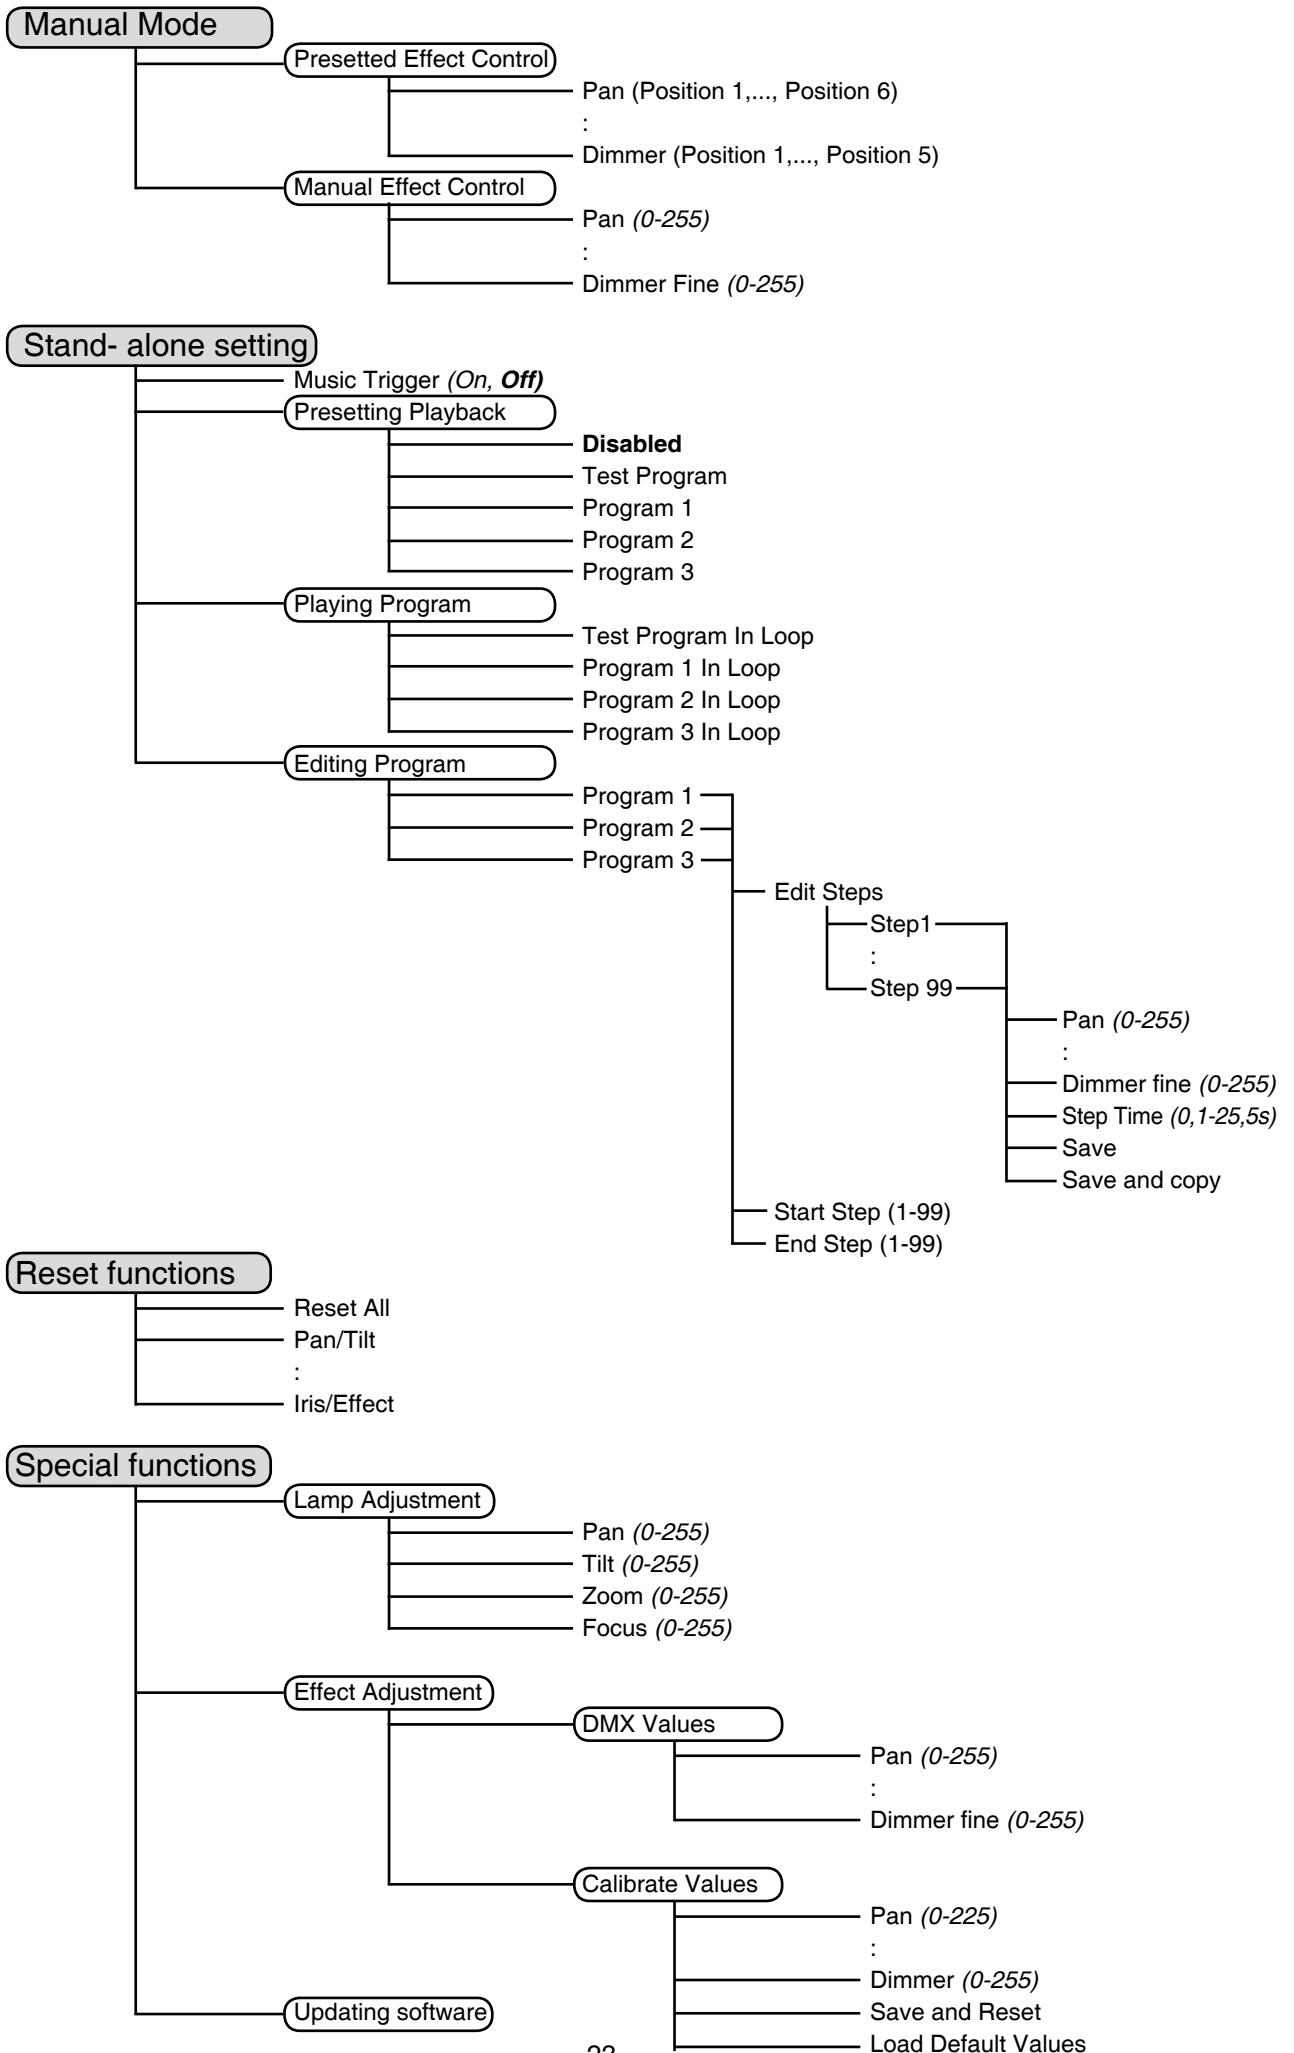 Manual Mode
Presetted Effect Control
Pan (Position 1,..., Position 6)
:
Dimmer (Position 1,..., Position 5)
Manual Effect Control
Pan (0-255)
:
Dimmer Fine (0-255)
Stand- alone setting
Music Trigger (On, Off)
Presetting Playback
Disabled
Test Program
Program 1
Program 2
Program 3
Playing Program
Test Program In Loop
Program 1 In Loop
Program 2 In Loop
Program 3 In Loop
Editing Program
Program 1
Program 2
Program 3
Edit Steps
Step1
:
Step 99
Pan (0-255)
:
Dimmer fine (0-255)
Step Time (0,1-25,5s)
Save
Save and copy
Start Step (1-99)
End Step (1-99)
Reset functions
Reset All
Pan/Tilt
:
Iris/Effect
Special functions
Lamp Adjustment
Pan (0-255)
Tilt (0-255)
Zoom (0-255)
Focus (0-255)
Effect Adjustment
DMX Values
Pan (0-255)
:
Dimmer fine (0-255)
Calibrate Values
Pan (0-225)
:
Dimmer (0-255)
Save and Reset
Load Default Values
Updating software